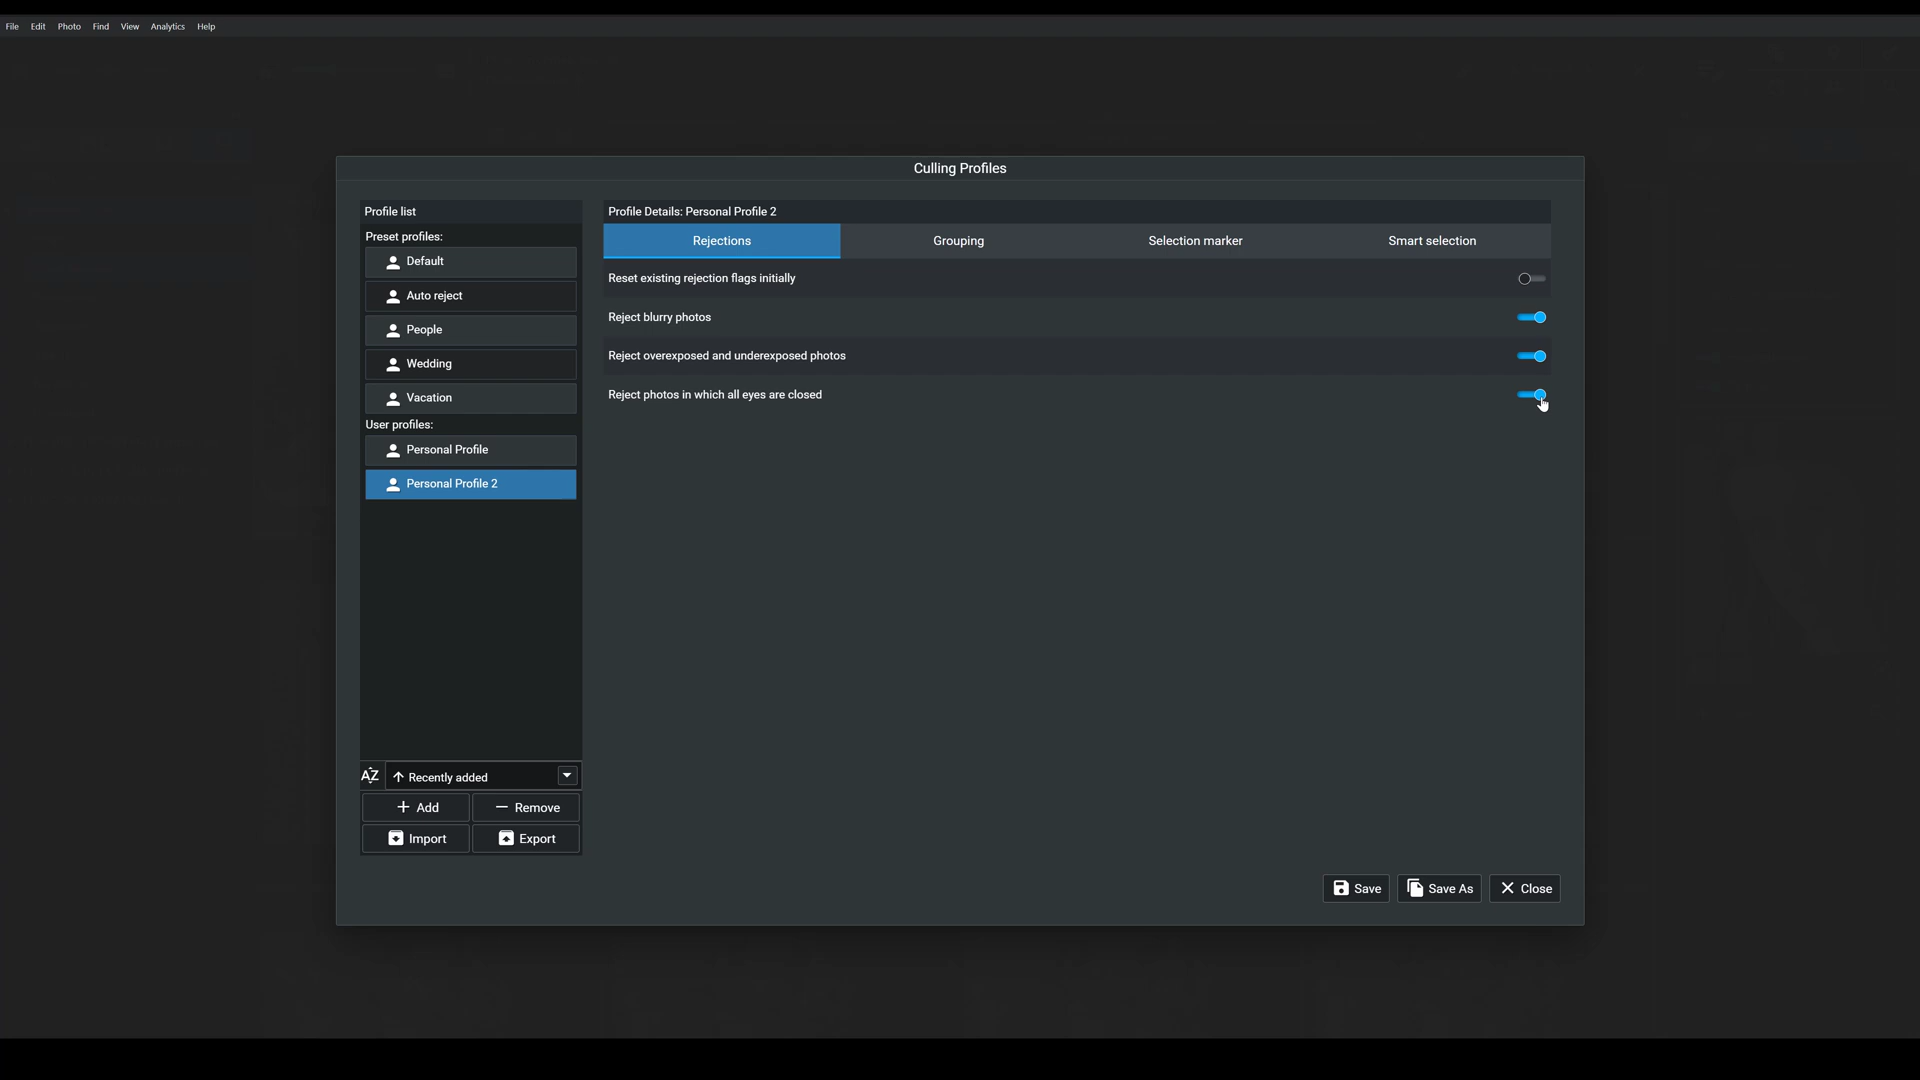 File Edit Photo Find View Analytics Help
Culling Profiles
Profile list
Preset profiles:
Default
Auto reject
People
Wedding
Vacation
User profiles:
Personal Profile
Personal Profile 2
AZ Recently added
Add Remove
Import Export
Profile Details: Personal Profile 2
Rejections Grouping Selection marker Smart selection
Reset existing rejection flags initially
Reject blurry photos
Reject overexposed and underexposed photos
Reject photos in which all eyes are closed
Save Save As Close